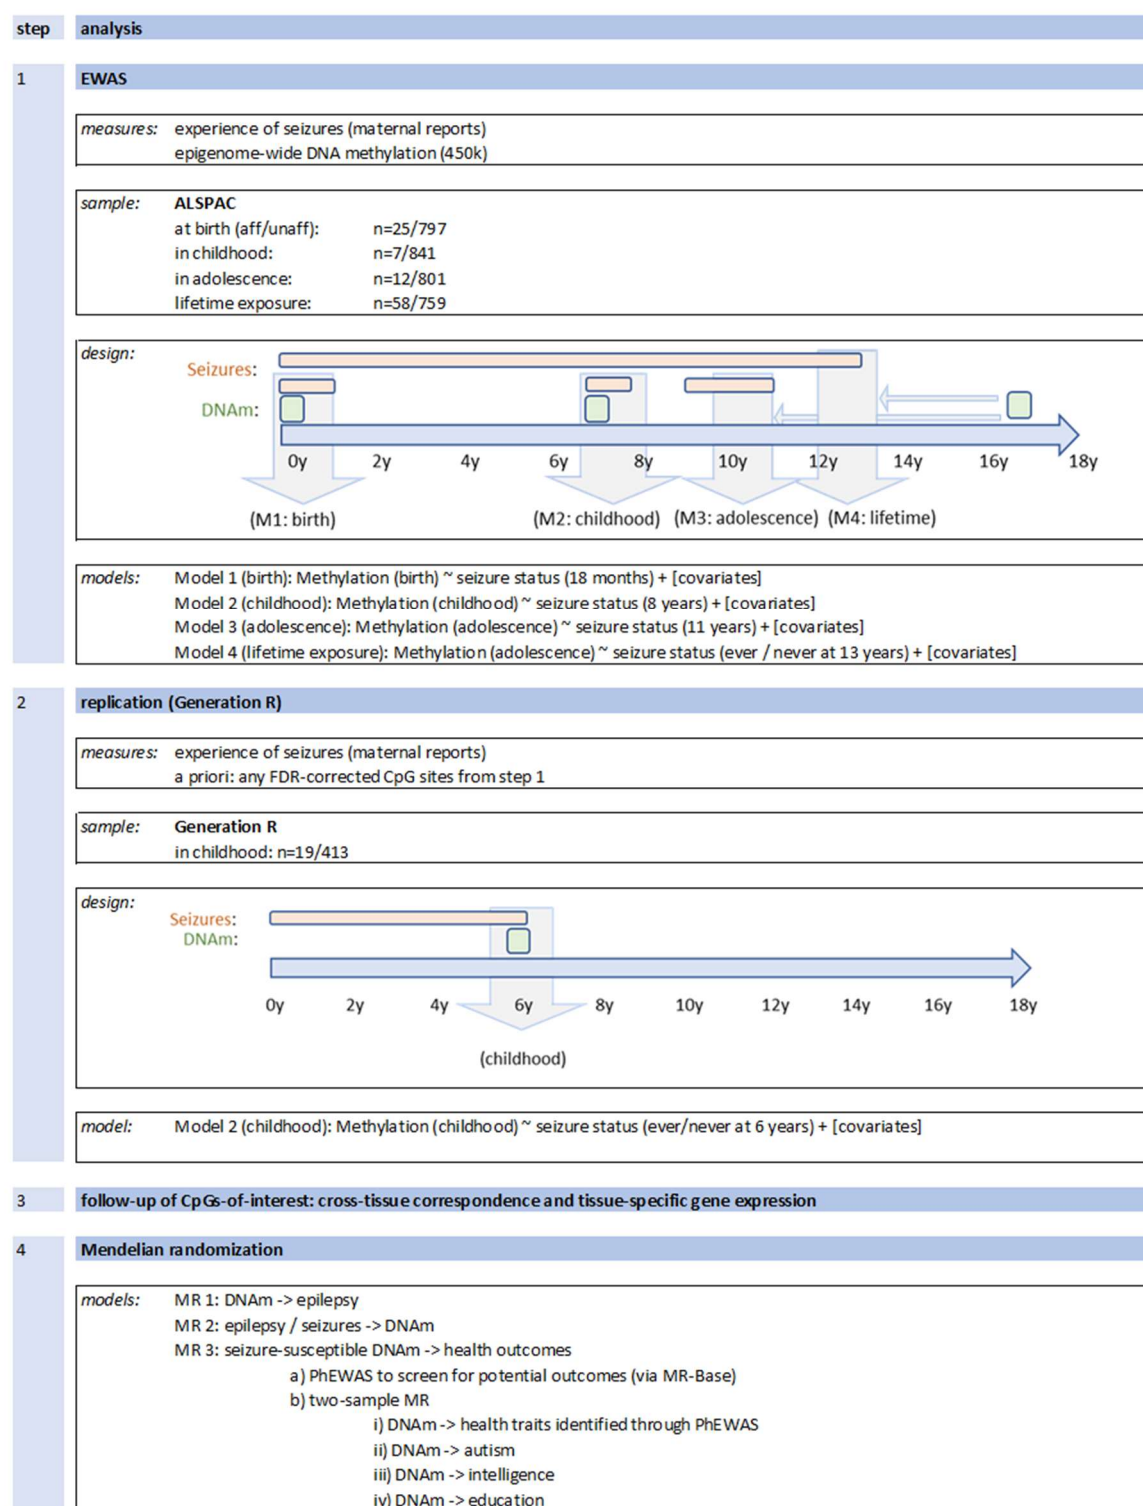 step analysis
1 EWAS
measures: experience of seizures (maternal reports)
epigenome-wide DNA methylation (450k)
sample: ALSPAC
at birth (aff/unaff): n=25/797
in childhood: n=7/841
in adolescence: n=12/801
lifetime exposure: n=58/759
design:
Seizures:
DNAm:
0y 2y 4y 6y 8y 10y 12y 14y 16y 18y
(M1: birth) (M2: childhood) (M3: adolescence) (M4: lifetime)
models: Model 1 (birth): Methylation (birth) ~ seizure status (18 months) + [covariates]
Model 2 (childhood): Methylation (childhood) ~ seizure status (8 years) + [covariates]
Model 3 (adolescence): Methylation (adolescence) ~ seizure status (11 years) + [covariates]
Model 4 (lifetime exposure): Methylation (adolescence) ~ seizure status (ever / never at 13 years) + [covariates]
2 replication (Generation R)
measures: experience of seizures (maternal reports)
a priori: any FDR-corrected CpG sites from step 1
sample: Generation R
in childhood: n=19/413
design:
Seizures:
DNAm:
0y 2y 4y 6y 8y 10y 12y 14y 16y 18y
(childhood)
model: Model 2 (childhood): Methylation (childhood) ~ seizure status (ever/never at 6 years) + [covariates]
3 follow-up of CpGs-of-interest: cross-tissue correspondence and tissue-specific gene expression
4 Mendelian randomization
models: MR 1: DNAm -> epilepsy
MR 2: epilepsy / seizures -> DNAm
MR 3: seizure-susceptible DNAm -> health outcomes
a) PhEWAS to screen for potential outcomes (via MR-Base)
b) two-sample MR
i) DNAm -> health traits identified through PhEWAS
ii) DNAm -> autism
iii) DNAm -> intelligence
iv) DNAm -> education